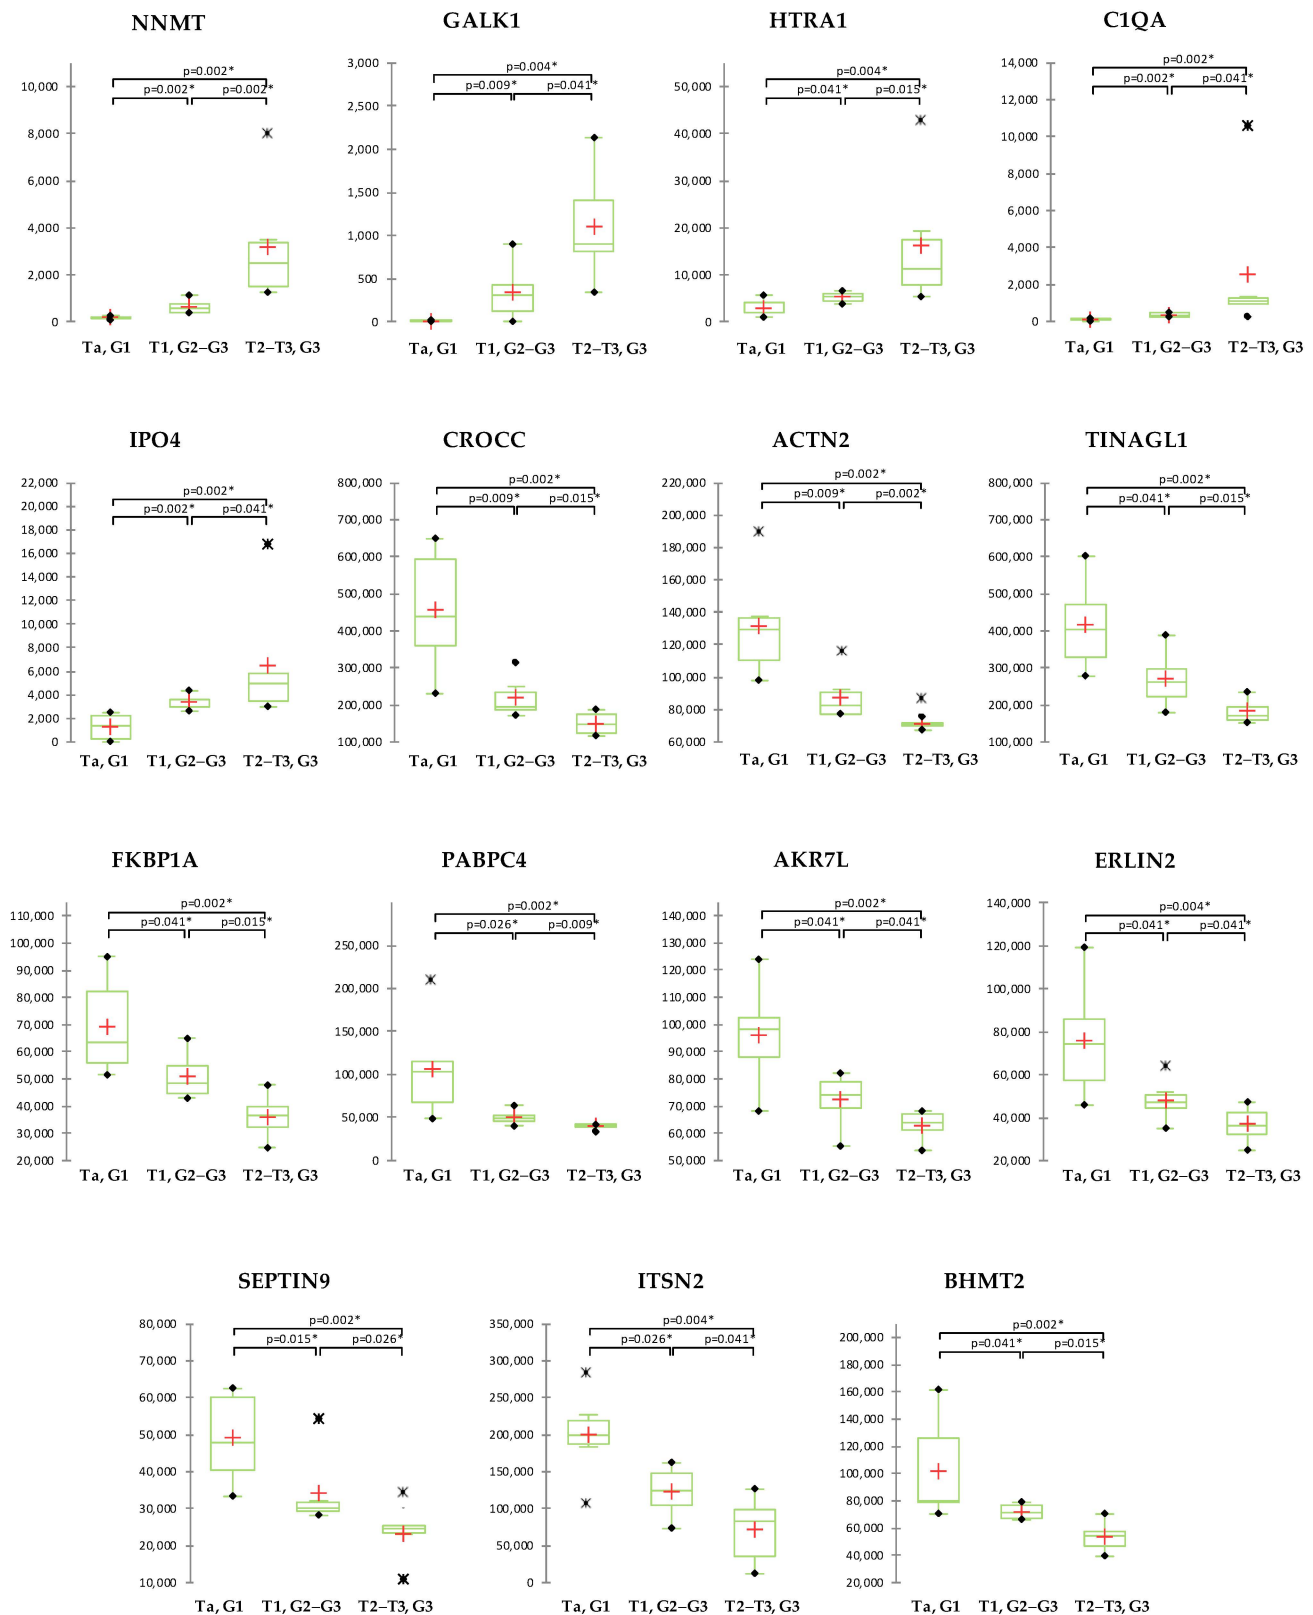 NNMT GALK1 HTRA1 C1QA
10,000
8,000
6,000
4,000
2,000
0
p=0.002*
p=0.002* p=0.002*
Ta, G1 T1, G2–G3 T2–T3, G3
3,000
2,500
2,000
1,500
1,000
500
0
p=0.004*
p=0.009* p=0.041*
Ta, G1 T1, G2–G3 T2–T3, G3
50,000
40,000
30,000
20,000
10,000
0
p=0.004*
p=0.041* p=0.015*
Ta, G1 T1, G2–G3 T2–T3, G3
14,000
12,000
10,000
8,000
6,000
4,000
2,000
0
p=0.002*
p=0.002* p=0.041*
Ta, G1 T1, G2–G3 T2–T3, G3
IPO4 CROCC ACTN2 TINAGL1
22,000
20,000
18,000
16,000
14,000
12,000
10,000
8,000
6,000
4,000
2,000
0
p=0.002*
p=0.002* p=0.041*
Ta, G1 T1, G2–G3 T2–T3, G3
800,000
700,000
600,000
500,000
400,000
300,000
200,000
100,000
p=0.002*
p=0.009* p=0.015*
Ta, G1 T1, G2–G3 T2–T3, G3
220,000
200,000
180,000
160,000
140,000
120,000
100,000
80,000
60,000
p=0.002*
p=0.009* p=0.002*
Ta, G1 T1, G2–G3 T2–T3, G3
800,000
700,000
600,000
500,000
400,000
300,000
200,000
100,000
p=0.002*
p=0.041* p=0.015*
Ta, G1 T1, G2–G3 T2–T3, G3
FKBP1A PABPC4 AKR7L ERLIN2
110,000
100,000
90,000
80,000
70,000
60,000
50,000
40,000
30,000
20,000
p=0.002*
p=0.041* p=0.015*
Ta, G1 T1, G2–G3 T2–T3, G3
250,000
200,000
150,000
100,000
50,000
0
p=0.002*
p=0.026* p=0.009*
Ta, G1 T1, G2–G3 T2–T3, G3
140,000
130,000
120,000
110,000
100,000
90,000
80,000
70,000
60,000
50,000
p=0.002*
p=0.041* p=0.041*
Ta, G1 T1, G2–G3 T2–T3, G3
140,000
120,000
100,000
80,000
60,000
40,000
20,000
p=0.004*
p=0.041* p=0.041*
Ta, G1 T1, G2–G3 T2–T3, G3
SEPTIN9 ITSN2 BHMT2
80,000
70,000
60,000
50,000
40,000
30,000
20,000
10,000
p=0.002*
p=0.015* p=0.026*
Ta, G1 T1, G2–G3 T2–T3, G3
350,000
300,000
250,000
200,000
150,000
100,000
50,000
0
p=0.004*
p=0.026* p=0.041*
Ta, G1 T1, G2–G3 T2–T3, G3
200,000
180,000
160,000
140,000
120,000
100,000
80,000
60,000
40,000
20,000
p=0.002*
p=0.041* p=0.015*
Ta, G1 T1, G2–G3 T2–T3, G3